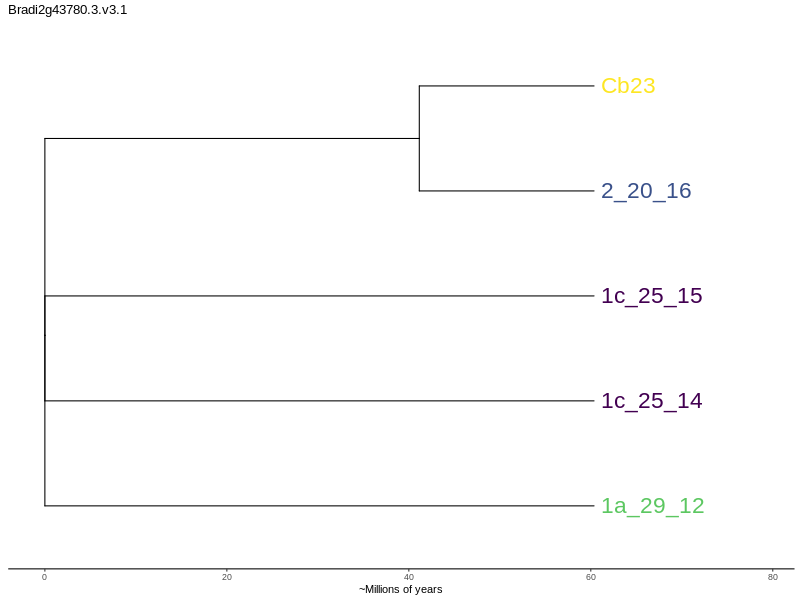 Bradi2g43780.3.v3.1
Cb23
2_20_16
1c_25_15
1c_25_14
1a_29_12
0 20 40 60 80
~Millions of years